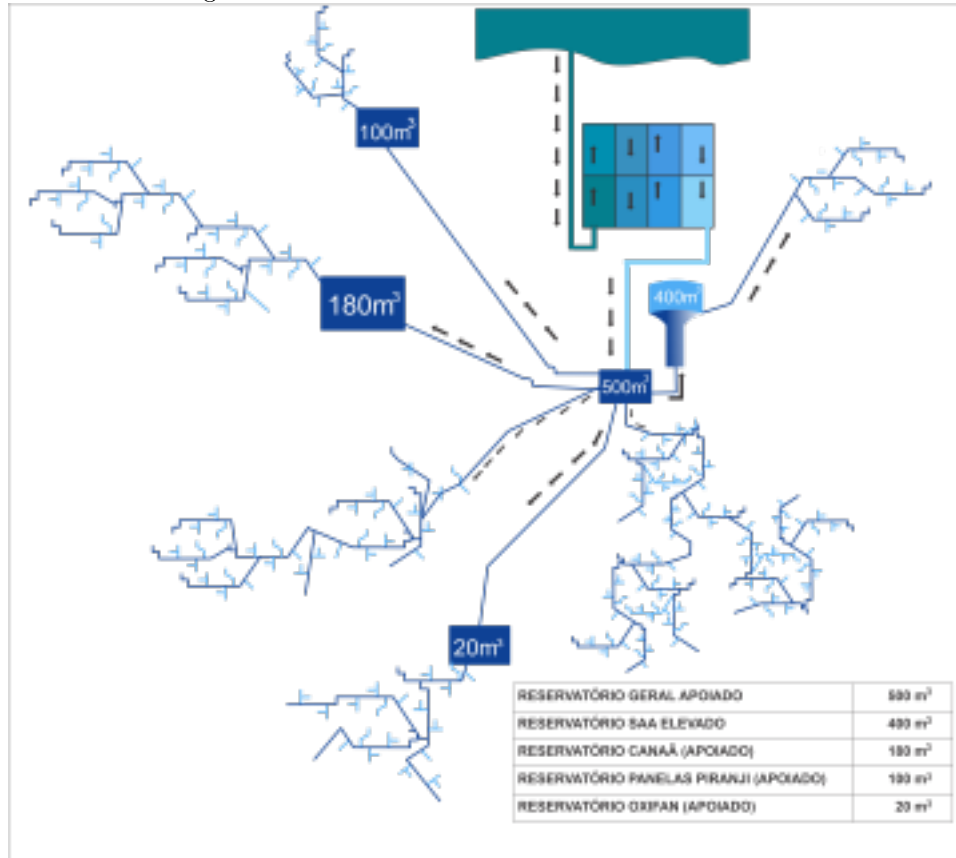 100m³
400m³
180m³
500m³
20m³
RESERVATÓRIO GERAL APOIADO 500 m³
RESERVATÓRIO SAA ELEVADO 400 m³
RESERVATÓRIO CANAÃ (APOIADO) 180 m³
RESERVATÓRIO PANELAS PIRANJI (APOIADO) 100 m³
RESERVATÓRIO OXIFAN (APOIADO) 20 m³